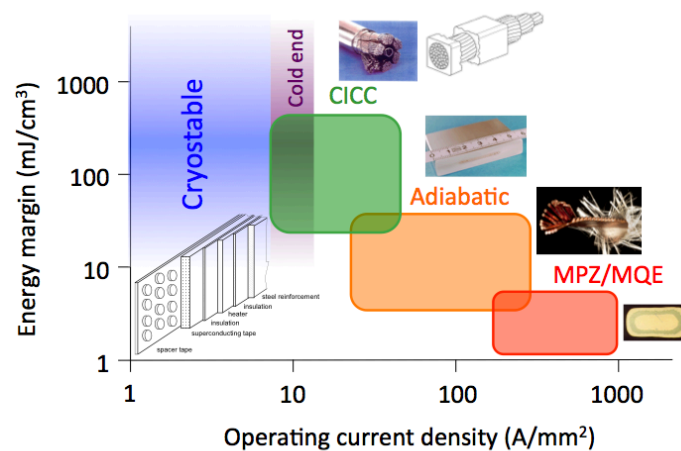 Energy margin (mJ/cm³)
1000
100
10
1
Cryostable
Cold end
CICC
Adiabatic
MPZ/MQE
steel reinforcement
insulation
heater
insulation
superconducting tape
spacer tape
1
10
100
1000
Operating current density (A/mm²)